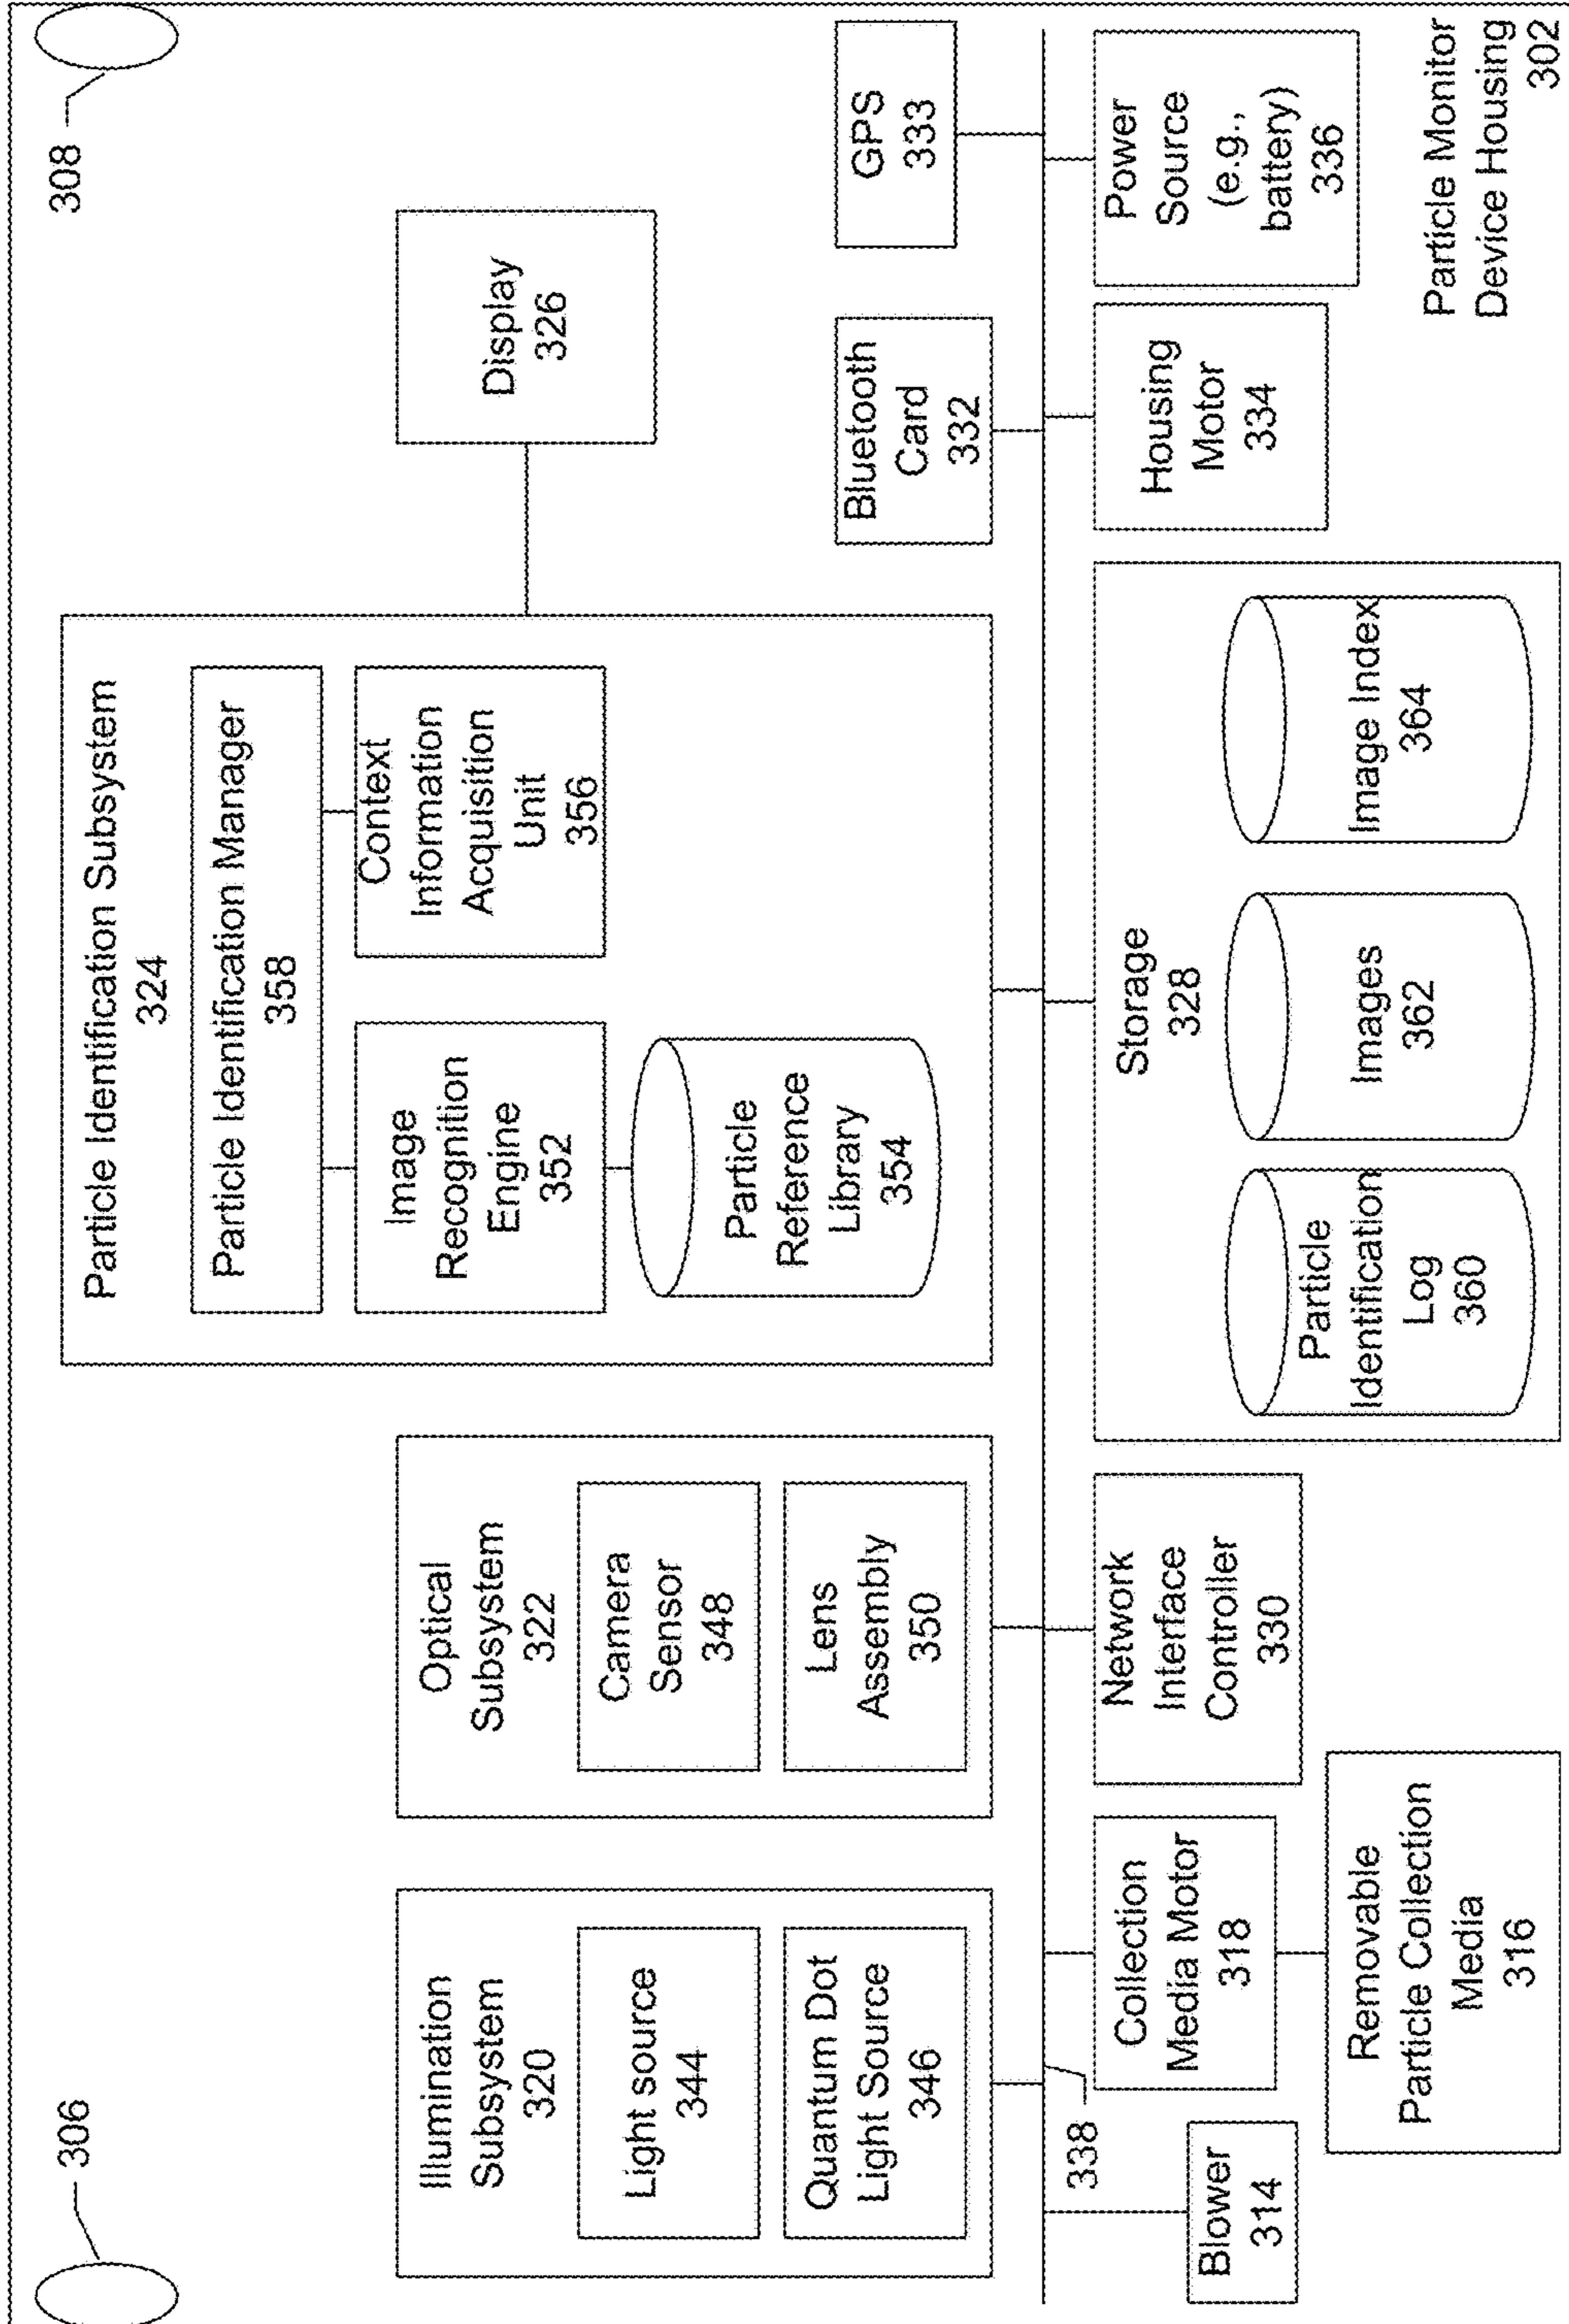 306
308
Illumination
Subsystem
320
Light source
344
Quantum Dot
Light Source
346
Optical
Subsystem
322
Camera
Sensor
348
Lens
Assembly
350
Particle Identification Subsystem
324
Particle Identification Manager
358
Image
Recognition
Engine
352
Context
Information
Acquisition
Unit
356
Particle
Reference
Library
354
Display
326
Bluetooth
Card
332
GPS
333
338
Blower
314
Collection
Media Motor
318
Removable
Particle Collection
Media
316
Network
Interface
Controller
330
Storage
328
Particle
Identification
Log
360
Images
362
Image Index
364
Housing
Motor
334
Power
Source
(e.g.,
battery)
336
Particle Monitor
Device Housing
302